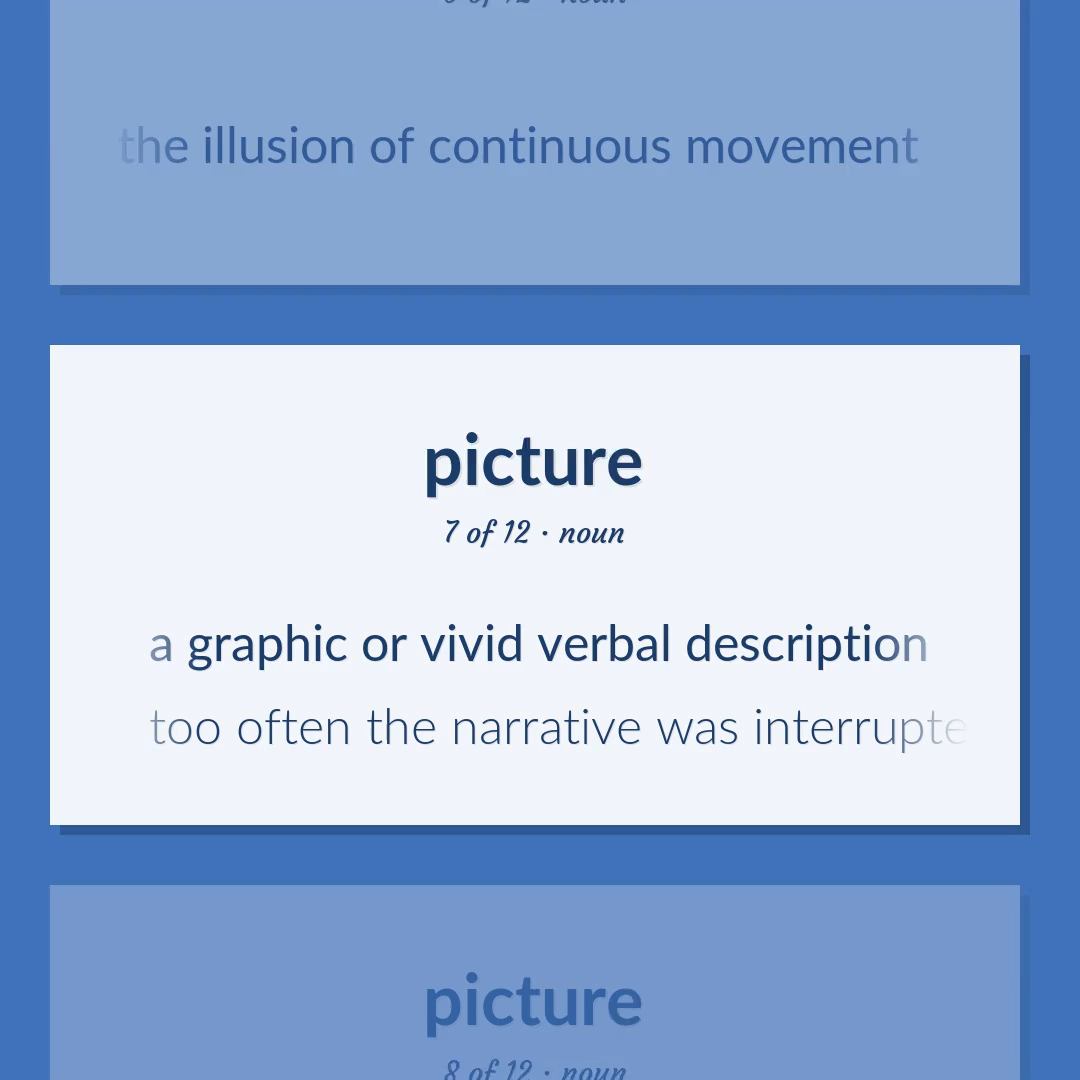 the illusion of continuous movement
picture
7 of 12 · noun
a graphic or vivid verbal description
too often the narrative was interrupte
picture
8 of 12 · noun